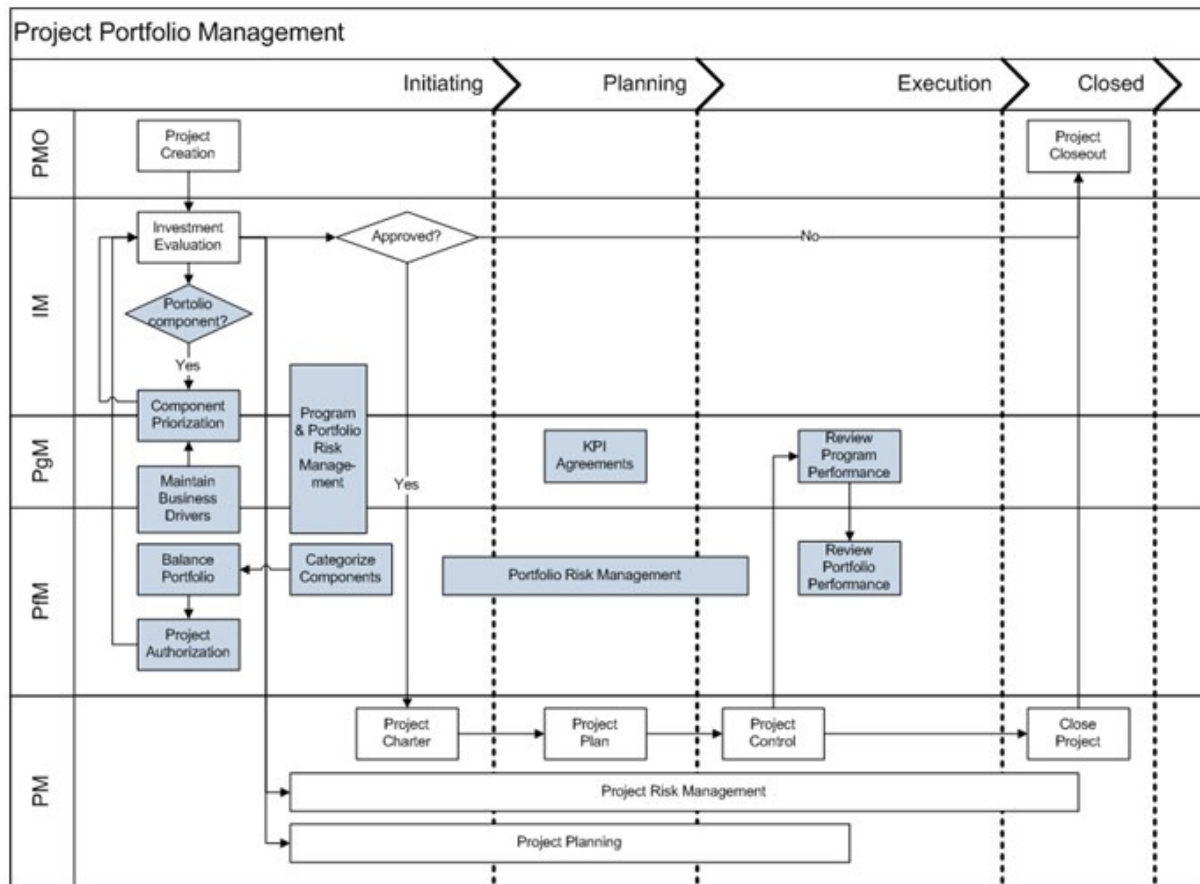 Project Portfolio Management
Initiating
Planning
Execution
Closed
PMO
Project
Creation
Project
Closeout
IM
Investment
Evaluation
Approved?
No
Portolio
component?
Yes
Component
Priorization
Program
& Portfolio
Risk
Manage-
ment
PgM
Maintain
Business
Drivers
Yes
KPI
Agreements
Review
Program
Performance
PfM
Balance
Portfolio
Categorize
Components
Portfolio Risk Management
Review
Portfolio
Performance
Project
Authorization
PM
Project
Charter
Project
Plan
Project
Control
Close
Project
Project Risk Management
Project Planning